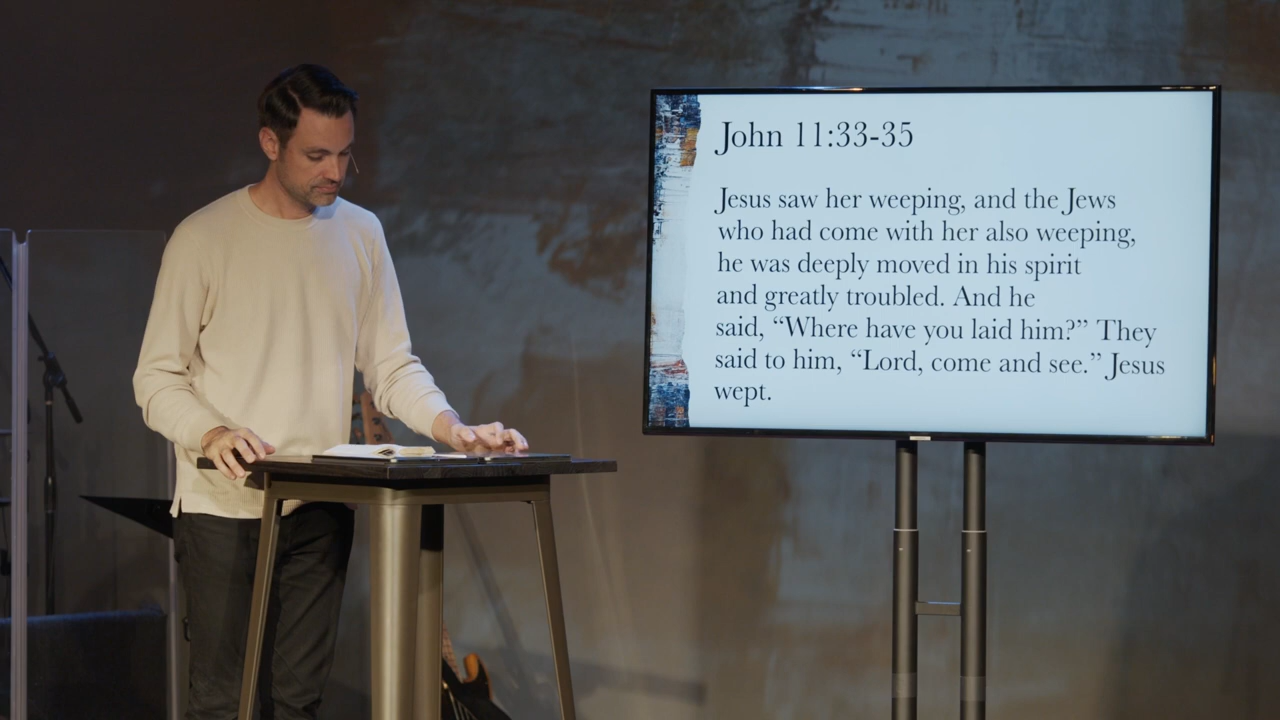 John 11:33-35
Jesus saw her weeping, and the Jews
who had come with her also weeping,
he was deeply moved in his spirit
and greatly troubled. And he
said, “Where have you laid him?” They
said to him, “Lord, come and see.” Jesus
wept.